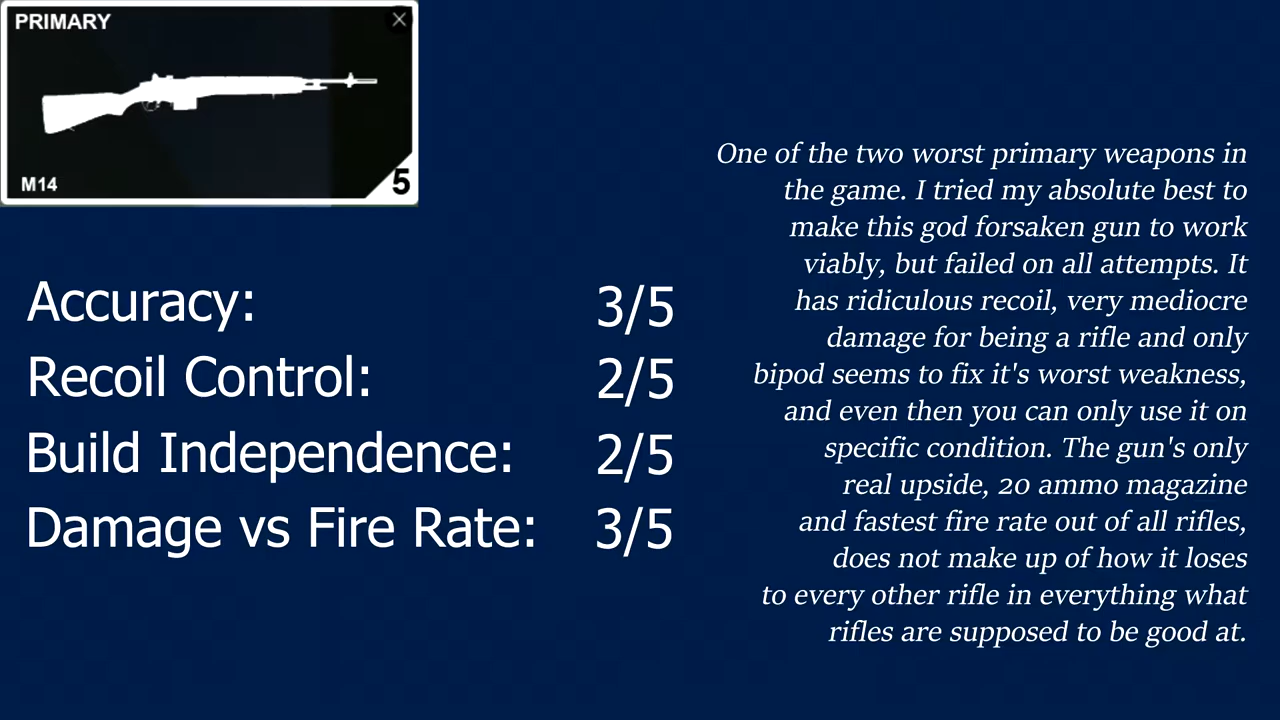 PRIMARY
M14
5
Accuracy: 3/5
Recoil Control: 2/5
Build Independence: 2/5
Damage vs Fire Rate: 3/5
One of the two worst primary weapons in
the game. I tried my absolute best to
make this god forsaken gun to work
viably, but failed on all attempts. It
has ridiculous recoil, very mediocre
damage for being a rifle and only
bipod seems to fix it's worst weakness,
and even then you can only use it on
specific condition. The gun's only
real upside, 20 ammo magazine
and fastest fire rate out of all rifles,
does not make up of how it loses
to every other rifle in everything what
rifles are supposed to be good at.